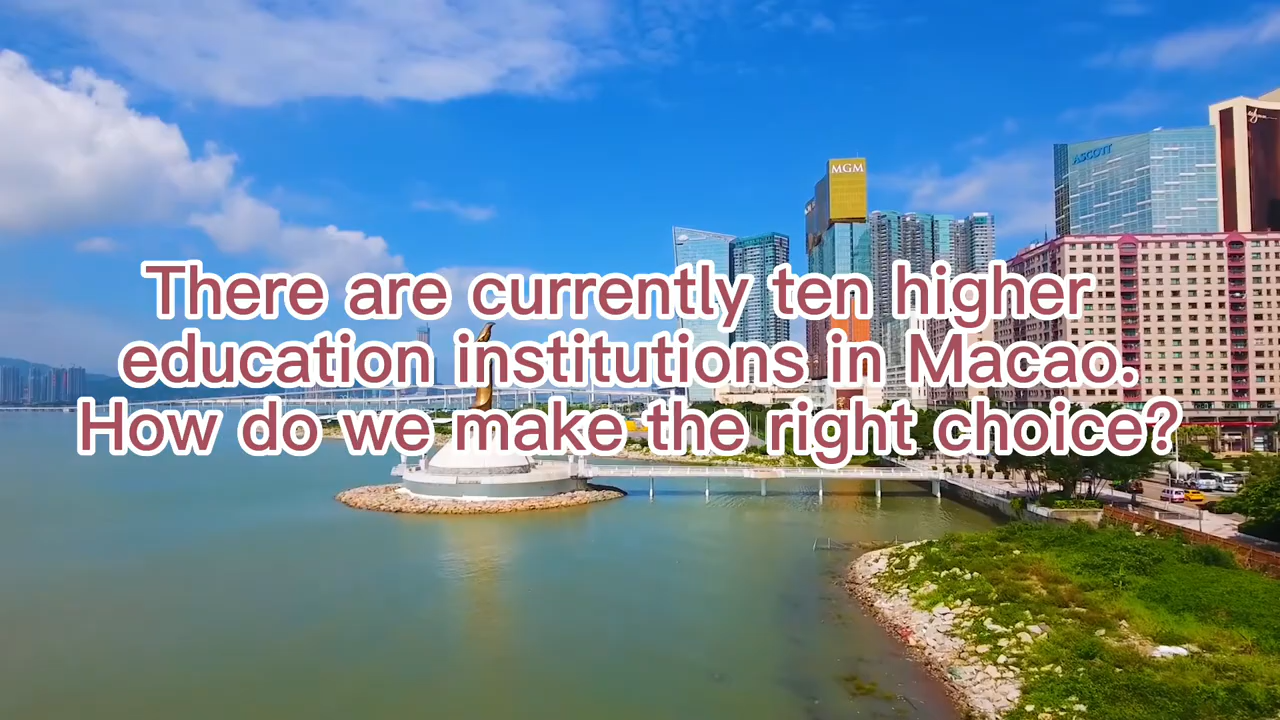 There are currently ten higher
education institutions in Macao.
How do we make the right choice?
MGM
ASCOTT